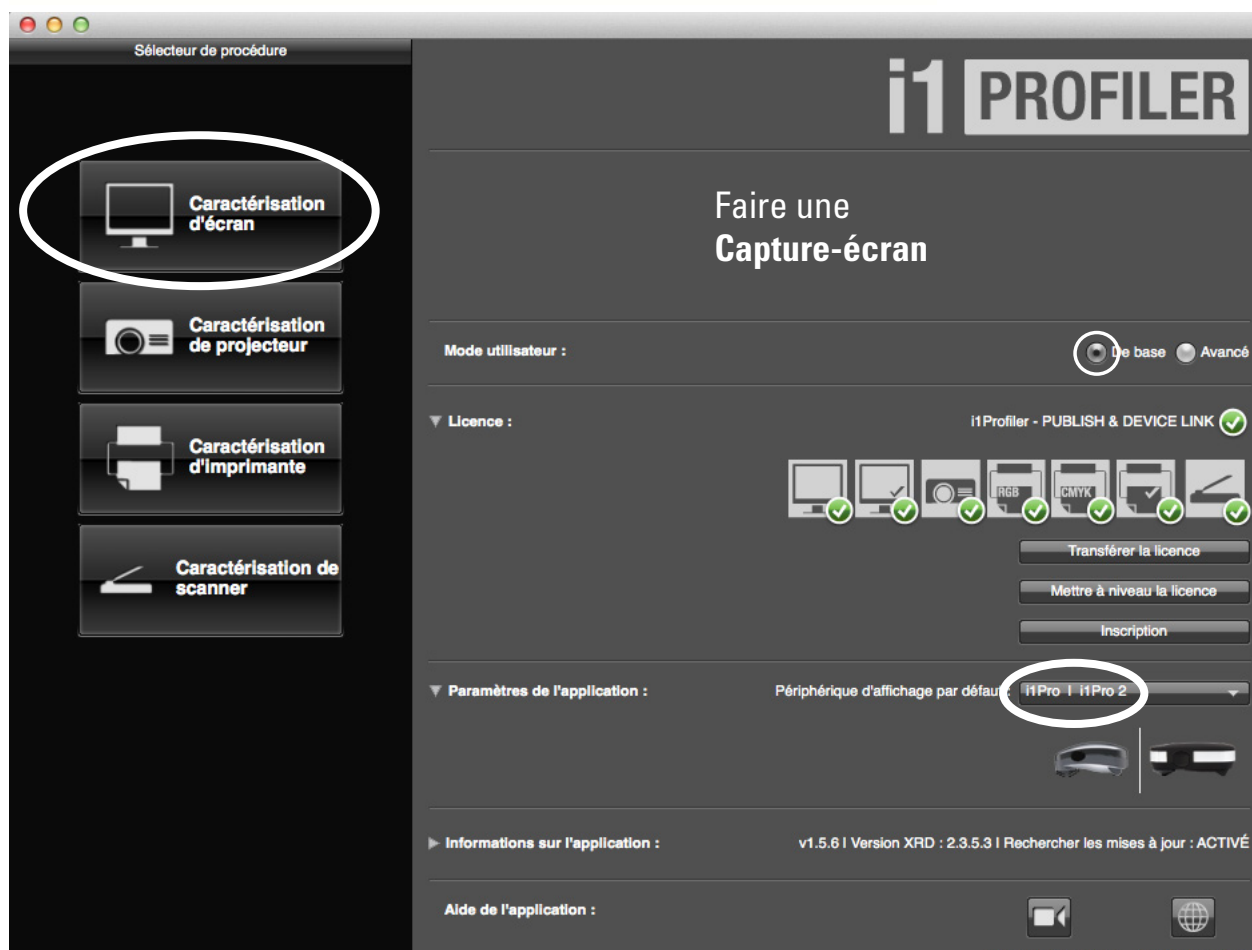 Sélecteur de procédure
i1 PROFILER
Caractérisation
d'écran
Faire une
Capture-écran
Caractérisation
de projecteur
Mode utilisateur :
De base
Avancé
Licence :
i1Profiler - PUBLISH & DEVICE LINK
Caractérisation
d'imprimante
RGB
CMYK
Transférer la licence
Caractérisation de
scanner
Mettre à niveau la licence
Inscription
Paramètres de l'application :
Périphérique d'affichage par défaut :
i1Pro I i1Pro 2
Informations sur l'application :
v1.5.6 I Version XRD : 2.3.5.3 I Rechercher les mises à jour : ACTIVÉ
Aide de l'application :